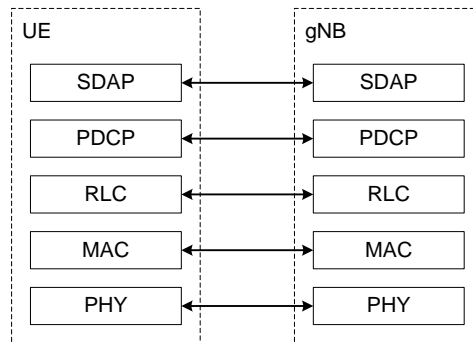 UE gNB
SDAP SDAP
PDCP PDCP
RLC RLC
MAC MAC
PHY PHY